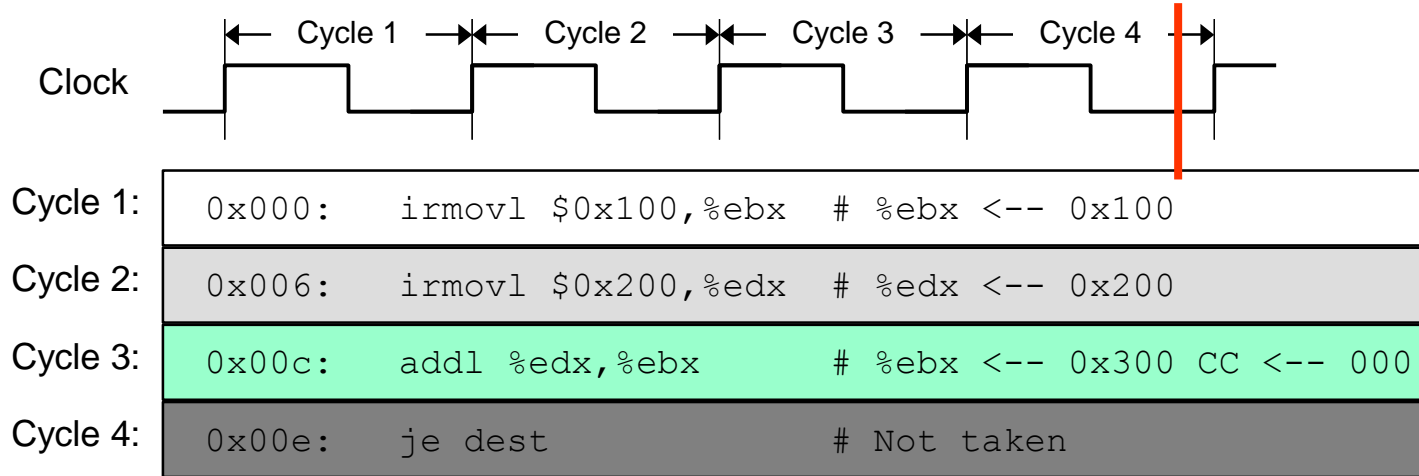 Cycle 1 Cycle 2 Cycle 3 Cycle 4
Clock
Cycle 1: 0x000: irmovl $0x100,%ebx # %ebx <-- 0x100
Cycle 2: 0x006: irmovl $0x200,%edx # %edx <-- 0x200
Cycle 3: 0x00c: addl %edx,%ebx # %ebx <-- 0x300 CC <-- 000
Cycle 4: 0x00e: je dest # Not taken